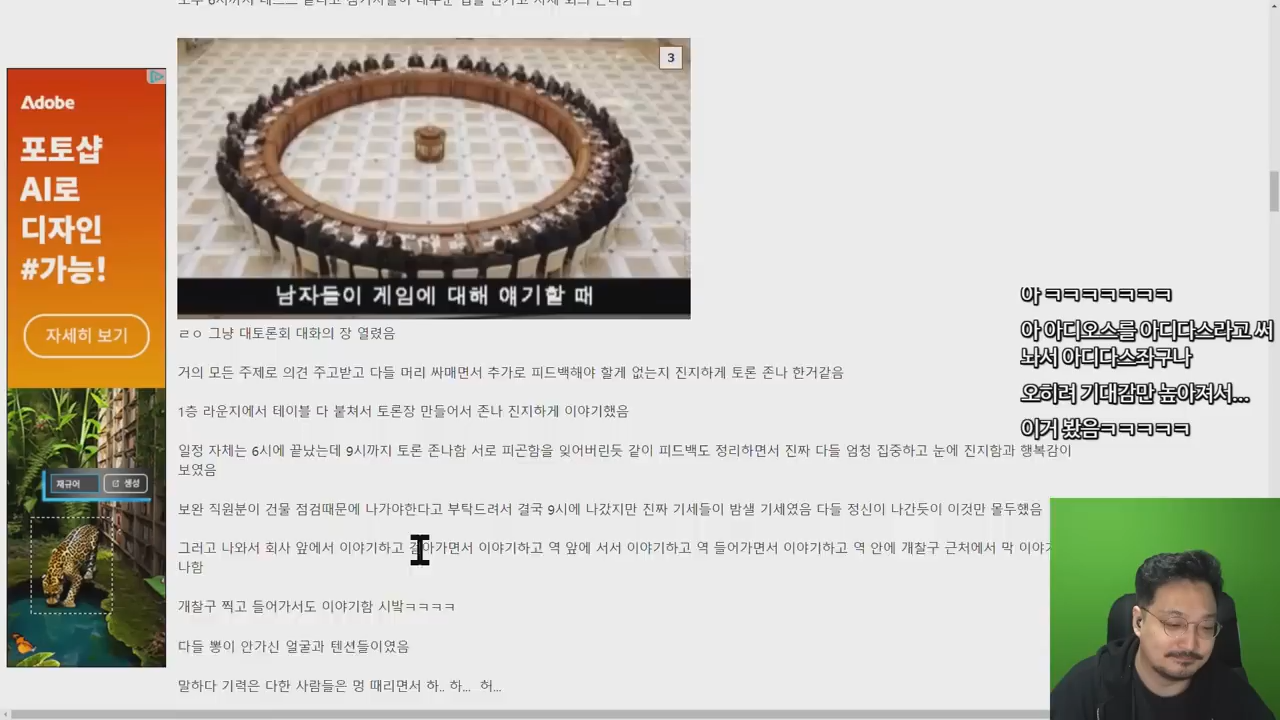 3
남자들이 게임에 대해 얘기할 때
ㄹㅇ 그냥 대토론회 대화의 장 열렸음
거의 모든 주제로 의견 주고받고 다들 머리 싸매면서 추가로 피드백해야 할게 없는지 진지하게 토론 존나 한거같음
1층 라운지에서 테이블 다 붙쳐서 토론장 만들어서 존나 진지하게 이야기했음
일정 자체는 6시에 끝났는데 9시까지 토론 존나함 서로 피곤함을 잊어버린듯 같이 피드백도 정리하면서 진짜 다들 엄청 집중하고 눈에 진지함과 행복감이
보였음
보완 직원분이 건물 점검때문에 나가야한다고 부탁드려서 결국 9시에 나갔지만 진짜 기세들이 밤샐 기세였음 다들 정신이 나간듯이 이것만 몰두했음
그러고 나와서 회사 앞에서 이야기하고 걸아가면서 이야기하고 역 앞에 서서 이야기하고 역 들어가면서 이야기하고 역 안에 개찰구 근처에서 막
나함
개찰구 찍고 들어가서도 이야기함 시박ㅋㅋㅋㅋ
다들 뽕이 안가신 얼굴과 텐션들이였음
말하다 기력은 다한 사람들은 멍 때리면서 하.. 하... 허...
Adobe
포토샵
AI로
디자인
#가능!
자세히 보기
재규어
생성
아 ㅋㅋㅋㅋㅋㅋㅋ
아 아디오스를 아디다스라고 써
놔서 아디다스좌구나
오히려 기대감만 높아져서...
이거 봤음ㅋㅋㅋㅋㅋ